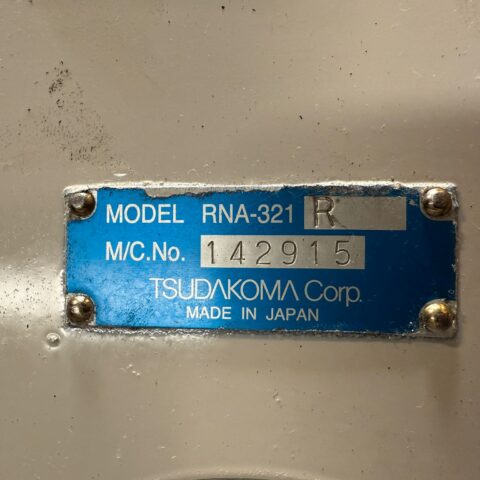 MODEL RNA-321 R
M/C.No. 142915
TSUDAKOMA Corp.
MADE IN JAPAN